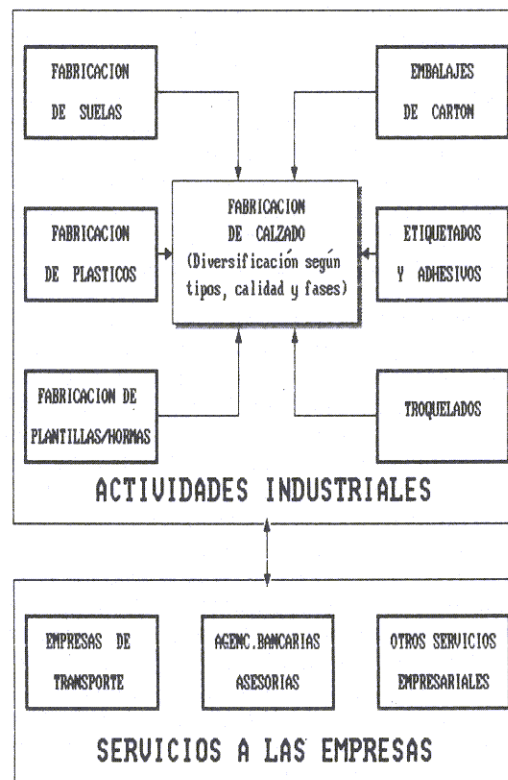 FABRICACION
DE SUELAS
EMBALAJES
DE CARTON
FABRICACION
DE CALZADO
(Diversificación según
tipos, calidad y fases)
FABRICACION
DE PLASTICOS
ETIQUETADOS
Y ADHESIVOS
FABRICACION DE
PLANTILLAS/HORMAS
TROQUELADOS
ACTIVIDADES INDUSTRIALES
EMPRESAS DE
TRANSPORTE
AGENC.BANCARIAS
ASESORIAS
OTROS SERVICIOS
EMPRESARIALES
SERVICIOS A LAS EMPRESAS